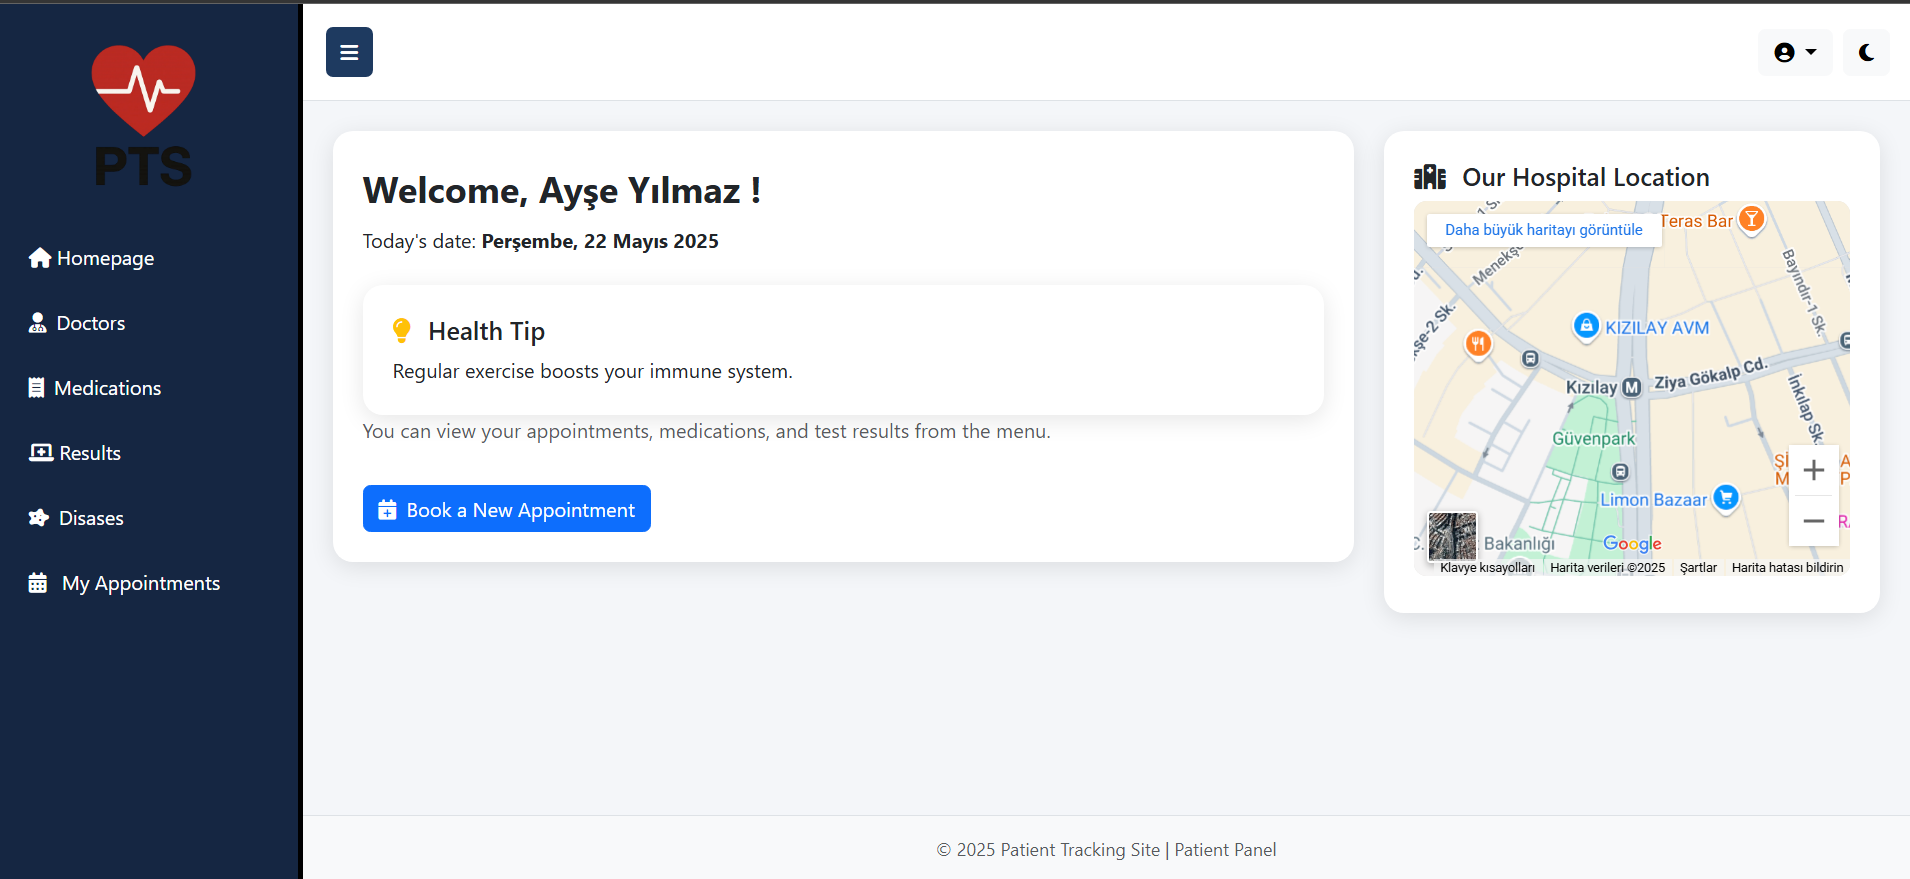 PTS
Homepage
Doctors
Medications
Results
Disases
My Appointments
Welcome, Ayşe Yılmaz !
Today's date: Perşembe, 22 Mayıs 2025
Health Tip
Regular exercise boosts your immune system.
You can view your appointments, medications, and test results from the menu.
Book a New Appointment
Our Hospital Location
Daha büyük haritayı görüntüle
Teras Bar
Menekşe
Bayındır-1 Sk.
şe-2 Sk.
KIZILAY AVM
Kızılay M
Ziya Gökalp Cd.
İnkılap Sk.
Güvenpark
Limon Bazaar
Bakanlığı
Google
Klavye kısayolları
Harita verileri ©2025
Şartlar
Harita hatası bildirin
© 2025 Patient Tracking Site | Patient Panel